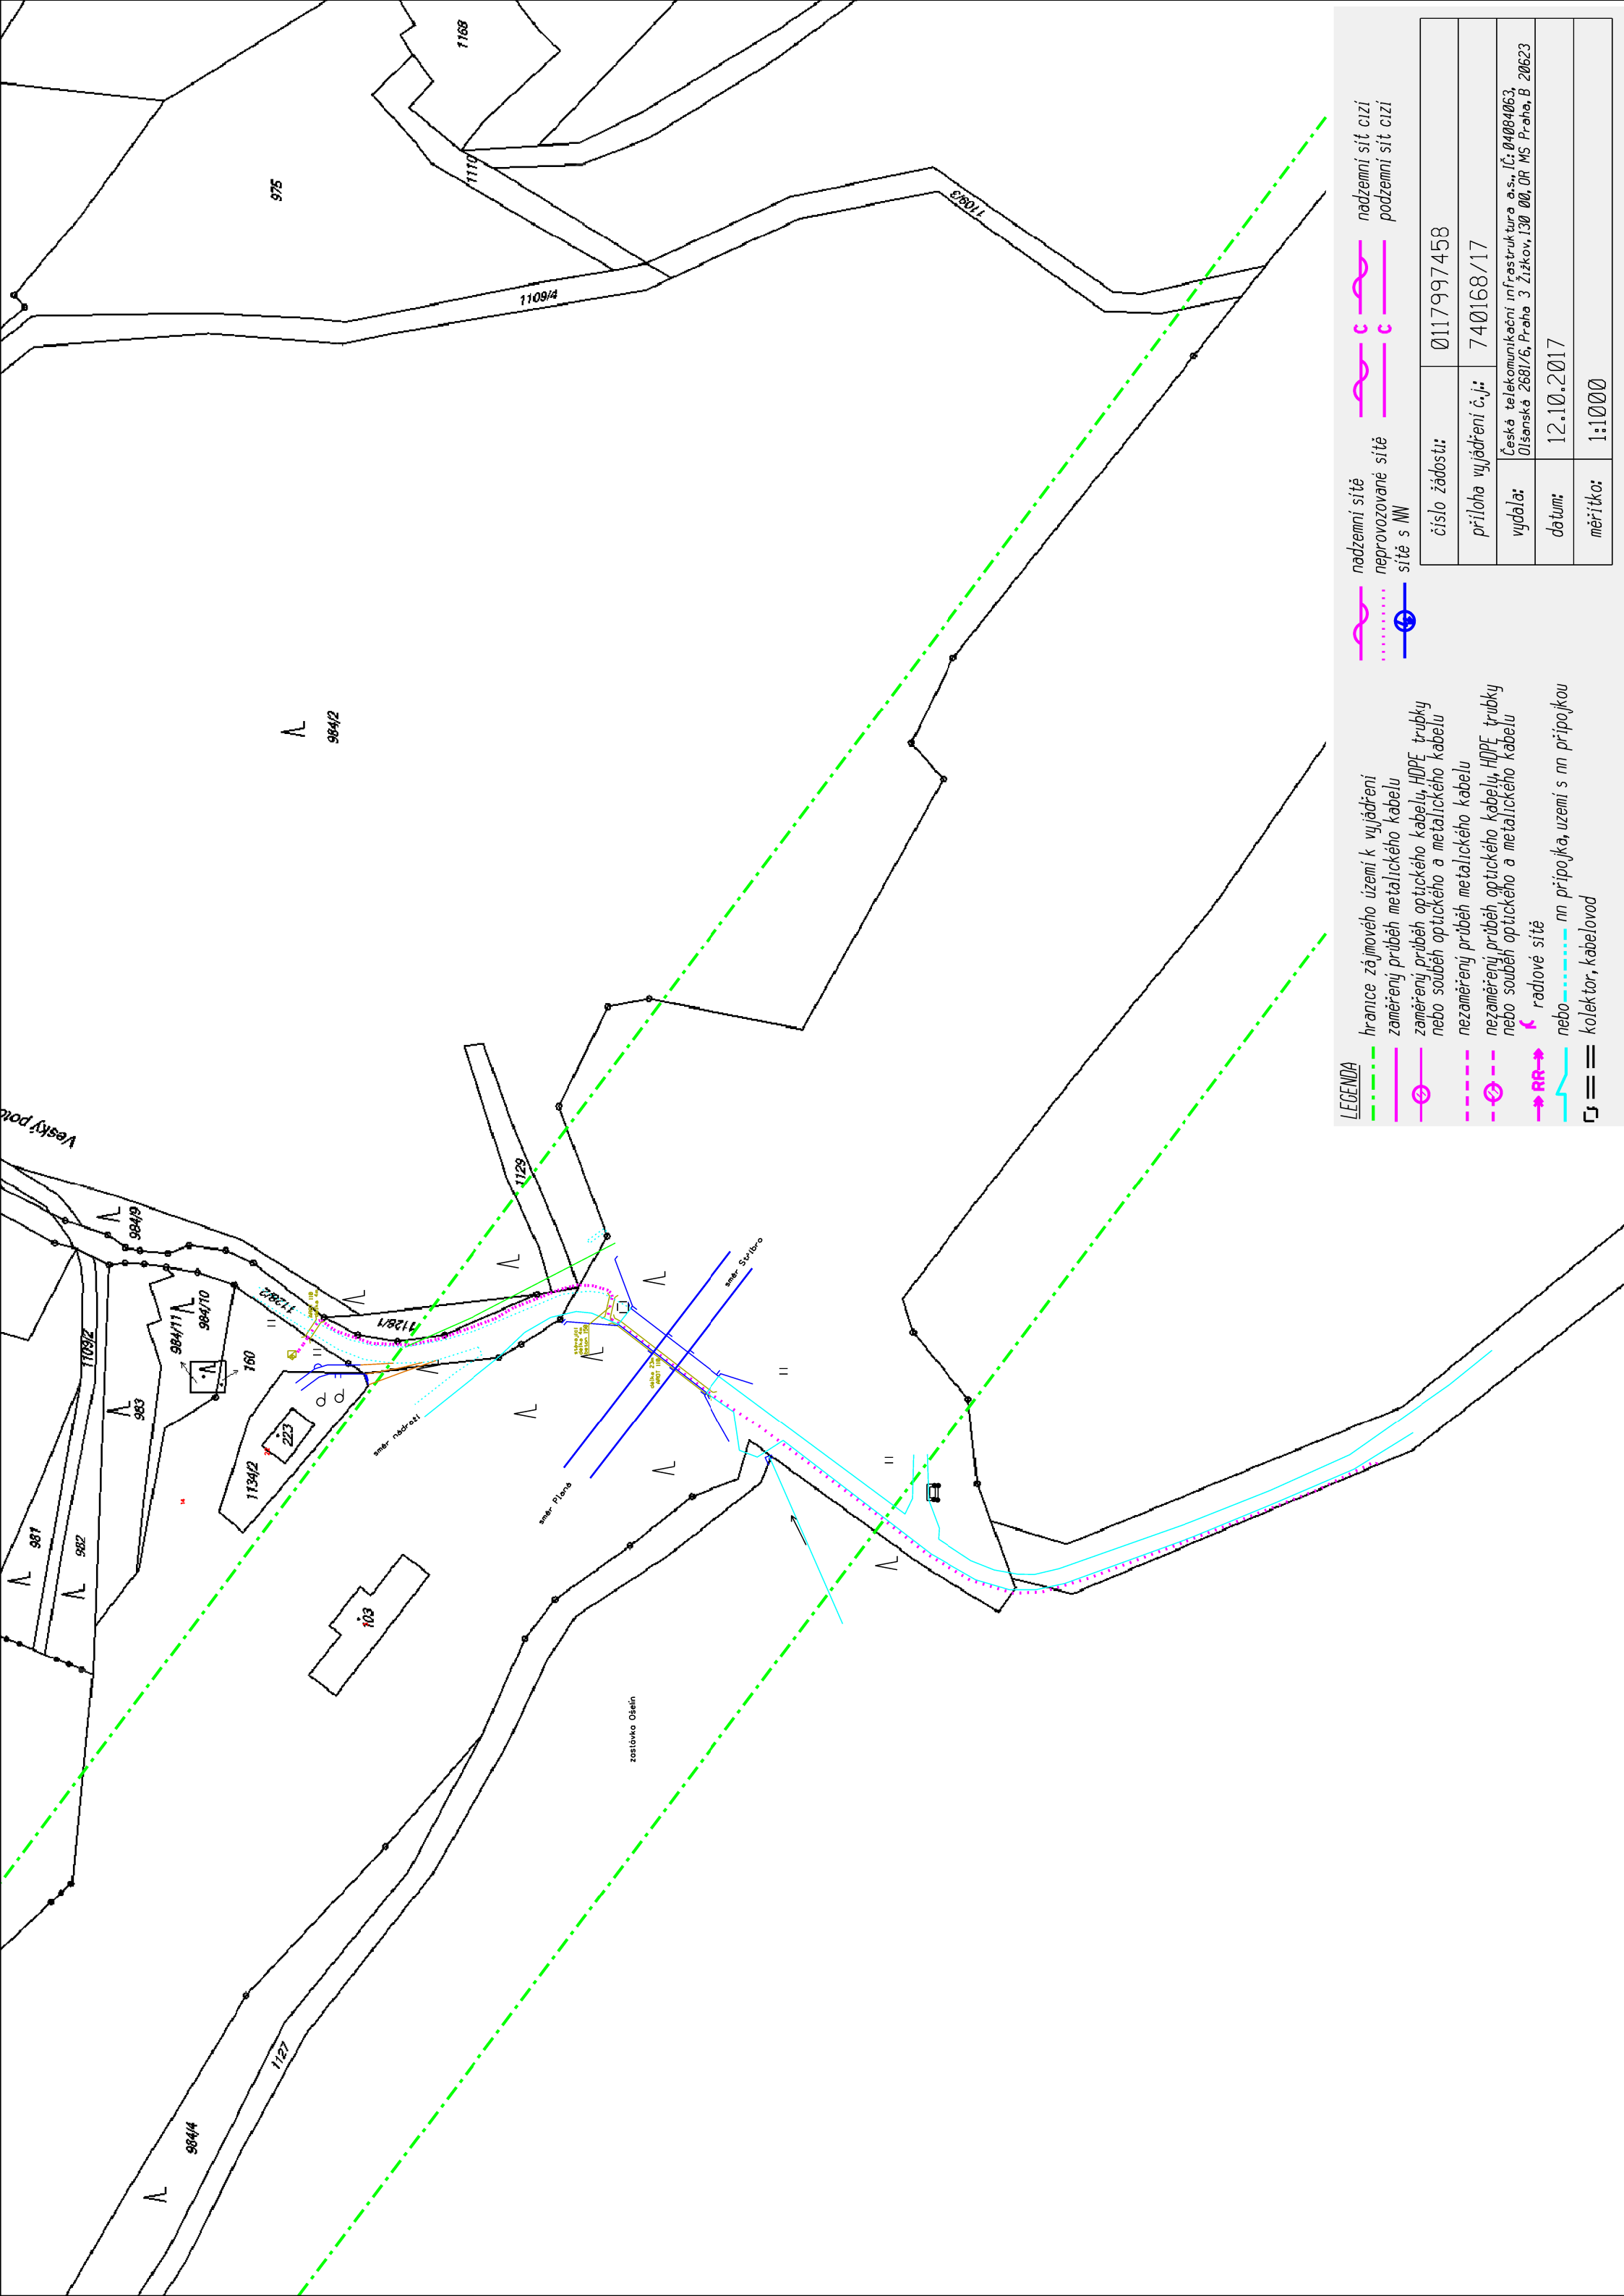 1168
975
1110
1109/3
1109/4
984/2
1129
984/9
1128/2
1128/1
984/10
984/11
160
1109/2
983
223
1134/2
981
982
103
1127
984/4
směr nádraží
směr Planá
směr Stříbro
zastávka Ošelín
LEGENDA
hranice zájmového území k vyjádření
zaměřený průběh metalického kabelu
zaměřený průběh optického kabelu, HDPE trubky
nebo souběh optického a metalického kabelu
nezaměřený průběh metalického kabelu
nezaměřený průběh optického kabelu, HDPE trubky
nebo souběh optického a metalického kabelu
RR
radiové sítě
nebo nn přípojka, uzemí s nn přípojkou
kolektor, kabelovod
nadzemní sítě
neprovozované sítě
sítě s NN
C nadzemní sít cizí
C podzemní sít cizí
číslo žádosti: 0117997458
příloha vyjádření č.j.: 740168/17
vydala: Česká telekomunikační infrastruktura a.s., IČ: 04084063,
Olšanská 2681/6, Praha 3 Žižkov, 130 00, OR MS Praha, B 20623
datum: 12.10.2017
měřítko: 1:1000